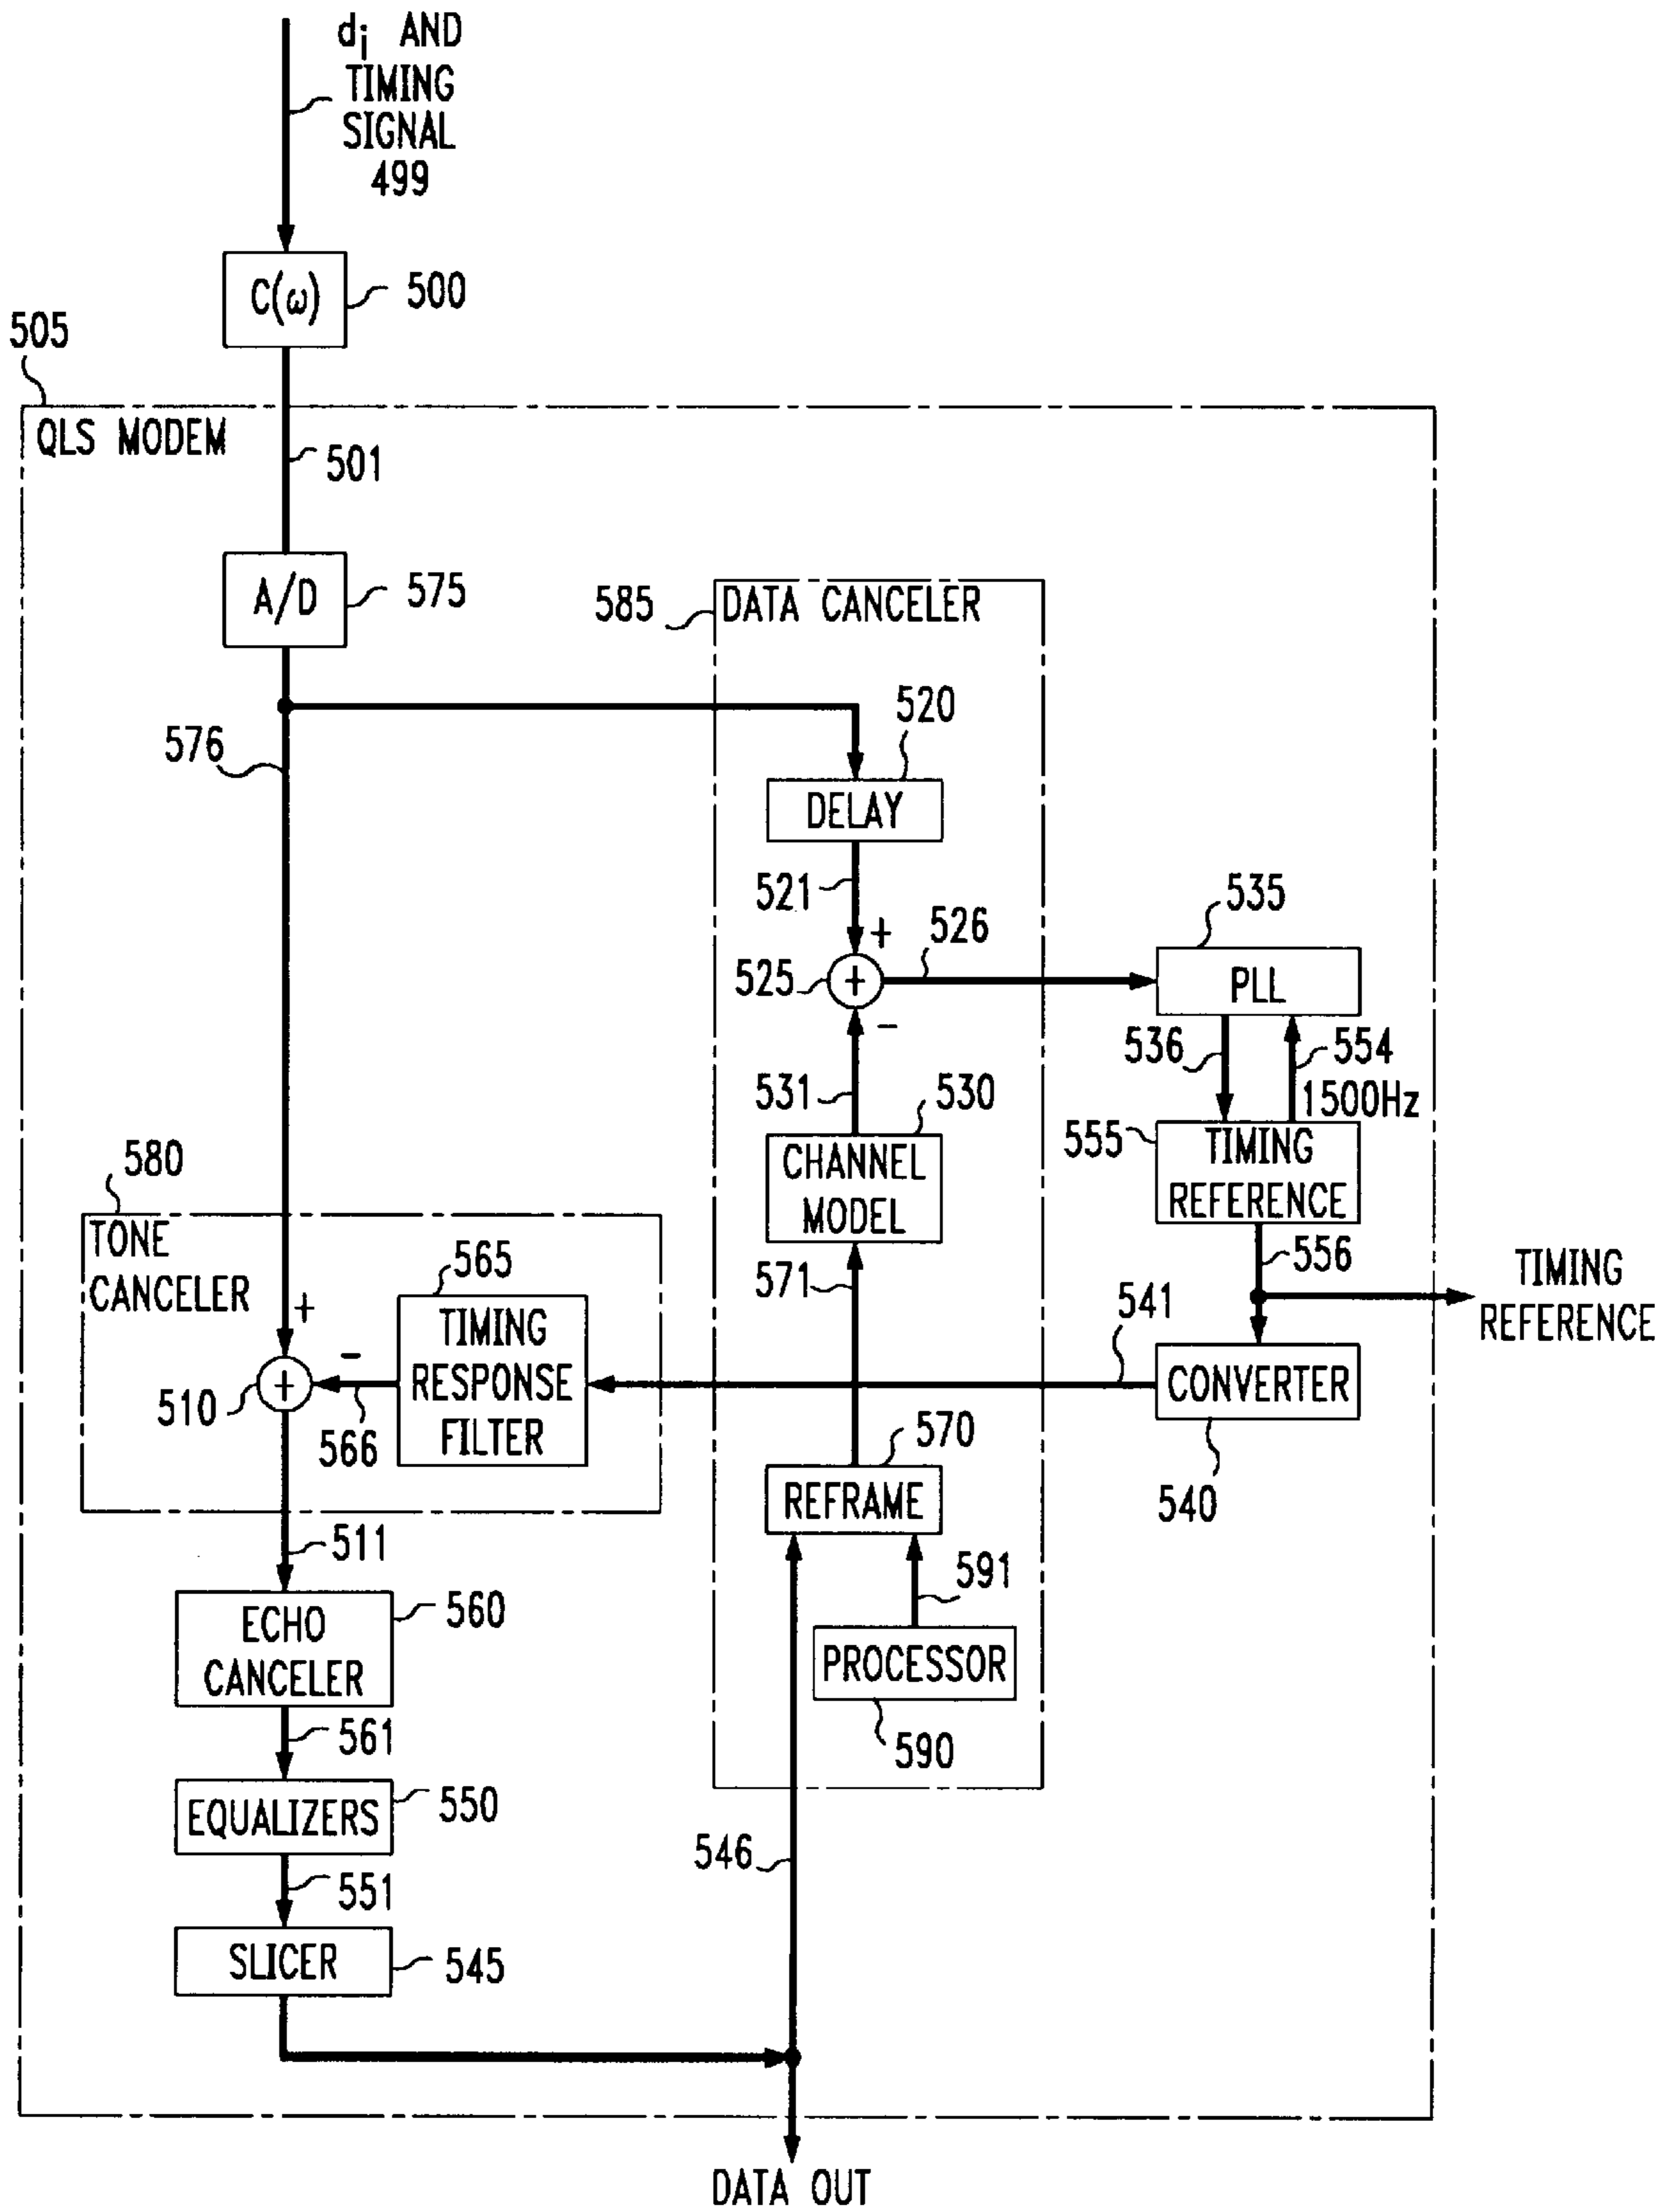 di AND
TIMING
SIGNAL
499
C(ω)
500
505
QLS MODEM
501
A/D
575
585
DATA CANCELER
520
576
DELAY
521
+
526
535
525
+
PLL
−
536
554
1500Hz
531
530
555
TIMING
REFERENCE
CHANNEL
MODEL
580
TONE
CANCELER
565
571
556
TIMING
REFERENCE
541
+
TIMING
RESPONSE
FILTER
−
+
510
566
CONVERTER
540
570
REFRAME
511
591
ECHO
CANCELER
560
PROCESSOR
590
561
EQUALIZERS
550
546
551
SLICER
545
DATA OUT